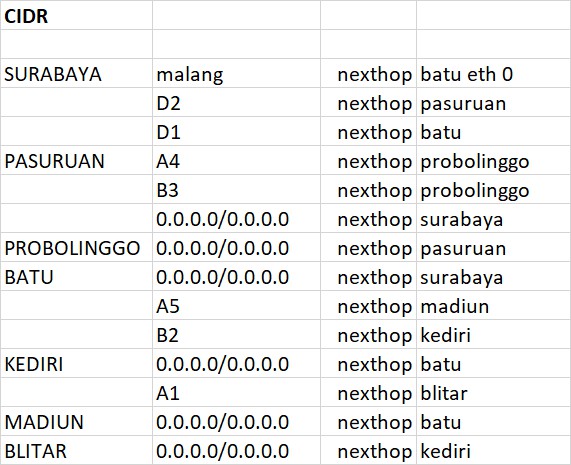 CIDR
SURABAYA malang nexthop batu eth 0
D2 nexthop pasuruan
D1 nexthop batu
PASURUAN A4 nexthop probolinggo
B3 nexthop probolinggo
0.0.0.0/0.0.0.0 nexthop surabaya
PROBOLINGGO 0.0.0.0/0.0.0.0 nexthop pasuruan
BATU 0.0.0.0/0.0.0.0 nexthop surabaya
A5 nexthop madiun
B2 nexthop kediri
KEDIRI 0.0.0.0/0.0.0.0 nexthop batu
A1 nexthop blitar
MADIUN 0.0.0.0/0.0.0.0 nexthop batu
BLITAR 0.0.0.0/0.0.0.0 nexthop kediri